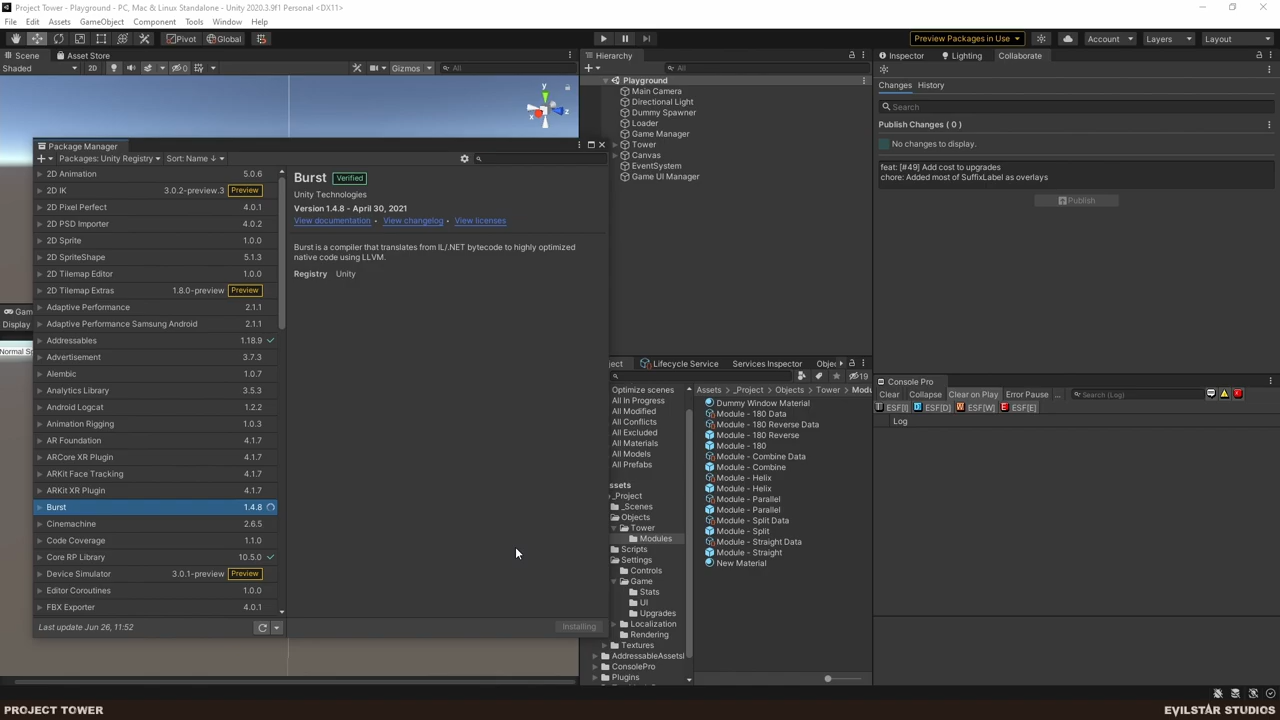 Project Tower - Playground - PC, Mac & Linux Standalone - Unity 2020.3.9f1 Personal <DX11>
File Edit Assets GameObject Component Tools Window Help
Pivot Global Preview Packages in Use Account Layers Layout
Scene Asset Store
Shaded 2D 0 Gizmos All
Package Manager
Packages: Unity Registry Sort: Name ↓
2D Animation 5.0.6
2D IK 3.0.2-preview.3 Preview
2D Pixel Perfect 4.0.1
2D PSD Importer 4.0.2
2D Sprite 1.0.0
2D SpriteShape 5.1.3
2D Tilemap Editor 1.0.0
2D Tilemap Extras 1.8.0-preview Preview
Adaptive Performance 2.1.1
Adaptive Performance Samsung Android 2.1.1
Addressables 1.18.9
Advertisement 3.7.3
Alembic 1.0.7
Analytics Library 3.5.3
Android Logcat 1.2.2
Animation Rigging 1.0.3
AR Foundation 4.1.7
ARCore XR Plugin 4.1.7
ARKit Face Tracking 4.1.7
ARKit XR Plugin 4.1.7
Burst 1.4.8
Cinemachine 2.6.5
Code Coverage 1.1.0
Core RP Library 10.5.0
Device Simulator 3.0.1-preview Preview
Editor Coroutines 1.0.0
FBX Exporter 4.0.1
Last update Jun 26, 11:52
Burst Verified
Unity Technologies
Version 1.4.8 - April 30, 2021
View documentation • View changelog • View licenses
Burst is a compiler that translates from IL/.NET bytecode to highly optimized
native code using LLVM.
Registry Unity
Installing
Gam
Display
Normal Sp
Hierarchy
All
Playground
Main Camera
Directional Light
Dummy Spawner
Loader
Game Manager
Tower
Canvas
EventSystem
Game UI Manager
ject Lifecycle Service Services Inspector Objec
19
Optimize scenes
All In Progress
All Modified
All Conflicts
All Excluded
All Materials
All Models
All Prefabs
ssets
_Project
_Scenes
Objects
Tower
Modules
Scripts
Settings
Controls
Game
Stats
UI
Upgrades
Localization
Rendering
Textures
AddressableAssetsI
ConsolePro
Plugins
Assets _Project Objects Tower Modu
Dummy Window Material
Module - 180 Data
Module - 180 Reverse Data
Module - 180 Reverse
Module - 180
Module - Combine Data
Module - Combine
Module - Helix
Module - Helix
Module - Parallel
Module - Parallel
Module - Split Data
Module - Split
Module - Straight Data
Module - Straight
New Material
Inspector Lighting Collaborate
Changes History
Search
Publish Changes ( 0 )
No changes to display.
feat: [#49] Add cost to upgrades
chore: Added most of SuffixLabel as overlays
Publish
Console Pro
Clear Collapse Clear on Play Error Pause ... Search (Log)
ESF[I] ESF[D] ESF[W] ESF[E]
Log
PROJECT TOWER
EVILSTAR STUDIOS